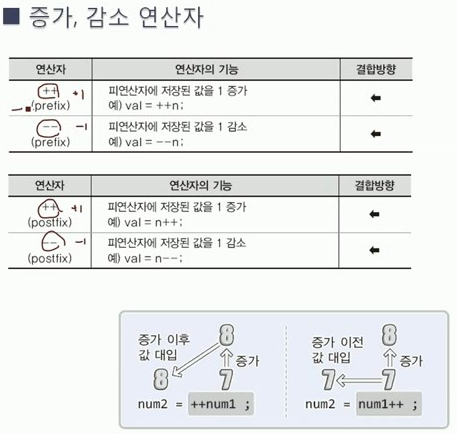 ■ 증가, 감소 연산자
연산자 연산자의 기능 결합방향
++ +1
(prefix)
피연산자에 저장된 값을 1 증가
예) val = ++n;
←
-- -1
(prefix)
피연산자에 저장된 값을 1 감소
예) val = --n;
←
연산자 연산자의 기능 결합방향
++ +1
(postfix)
피연산자에 저장된 값을 1 증가
예) val = n++;
←
-- -1
(postfix)
피연산자에 저장된 값을 1 감소
예) val = n--;
←
증가 이후
값 대입
8
증가
8 7
num2 = ++num1 ;
증가 이전
값 대입
8
증가
7 7
num2 = num1++ ;